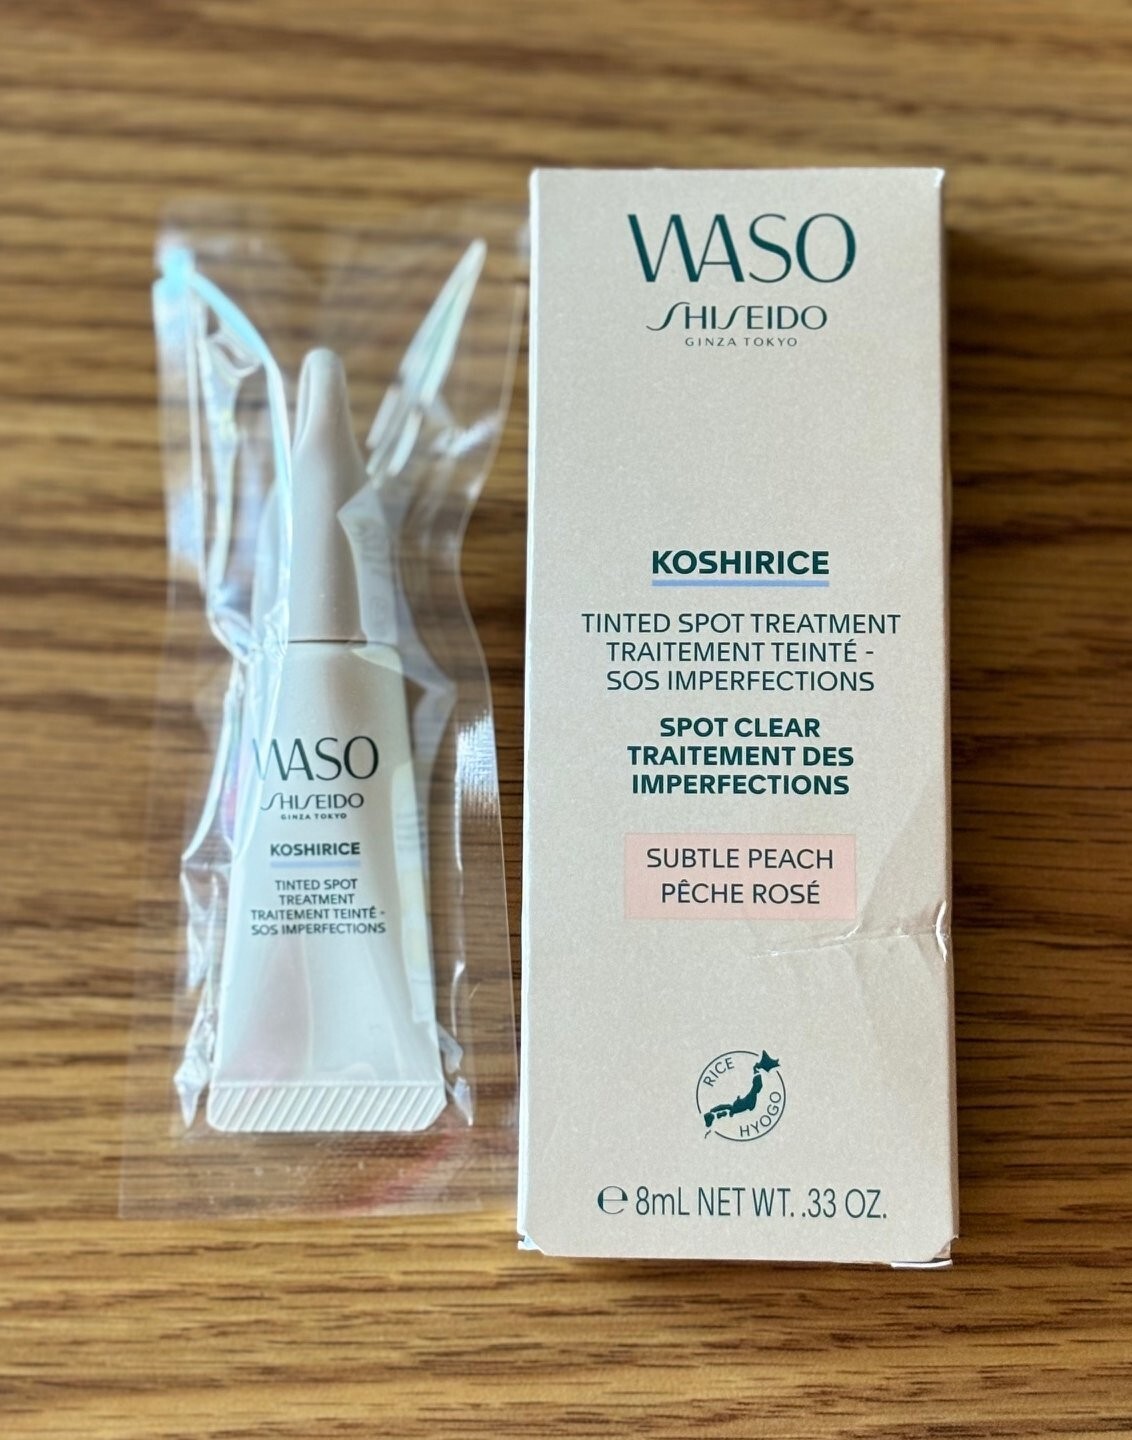 WASO
SHISEIDO
GINZA TOKYO
KOSHIRICE
TINTED SPOT
TREATMENT
TRAITEMENT TEINTÉ -
SOS IMPERFECTIONS
WASO
SHISEIDO
GINZA TOKYO
KOSHIRICE
TINTED SPOT TREATMENT
TRAITEMENT TEINTÉ -
SOS IMPERFECTIONS
SPOT CLEAR
TRAITEMENT DES
IMPERFECTIONS
SUBTLE PEACH
PÊCHE ROSÉ
RICE
HYOGO
℮ 8mL NET WT. .33 OZ.